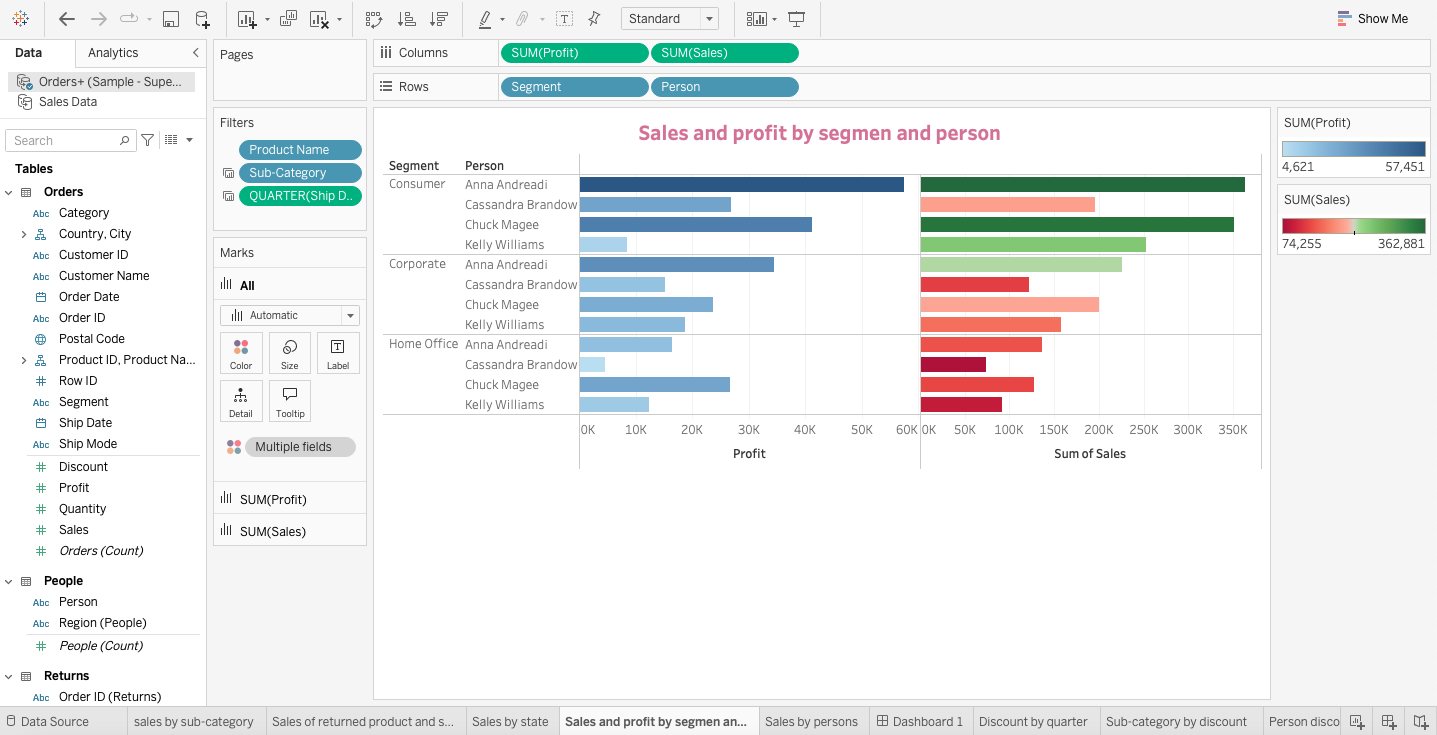 Standard
Show Me
Data
Analytics
Orders+ (Sample - Supe...
Sales Data
Search
Tables
Orders
Abc Category
Country, City
Abc Customer ID
Abc Customer Name
Order Date
Abc Order ID
Postal Code
Product ID, Product Na...
Row ID
Abc Segment
Ship Date
Abc Ship Mode
Discount
Profit
Quantity
Sales
Orders (Count)
People
Abc Person
Abc Region (People)
People (Count)
Returns
Abc Order ID (Returns)
Pages
Filters
Product Name
Sub-Category
QUARTER(Ship D..
Marks
All
Automatic
Color Size Label
Detail Tooltip
Multiple fields
SUM(Profit)
SUM(Sales)
Columns SUM(Profit) SUM(Sales)
Rows Segment Person
Sales and profit by segmen and person
Segment Person
Consumer Anna Andreadi
Cassandra Brandow
Chuck Magee
Kelly Williams
Corporate Anna Andreadi
Cassandra Brandow
Chuck Magee
Kelly Williams
Home Office Anna Andreadi
Cassandra Brandow
Chuck Magee
Kelly Williams
0K 10K 20K 30K 40K 50K 60K 0K 50K 100K 150K 200K 250K 300K 350K
Profit Sum of Sales
SUM(Profit)
4,621 57,451
SUM(Sales)
74,255 362,881
Data Source sales by sub-category Sales of returned product and s... Sales by state Sales and profit by segmen an... Sales by persons Dashboard 1 Discount by quarter Sub-category by discount Person disco